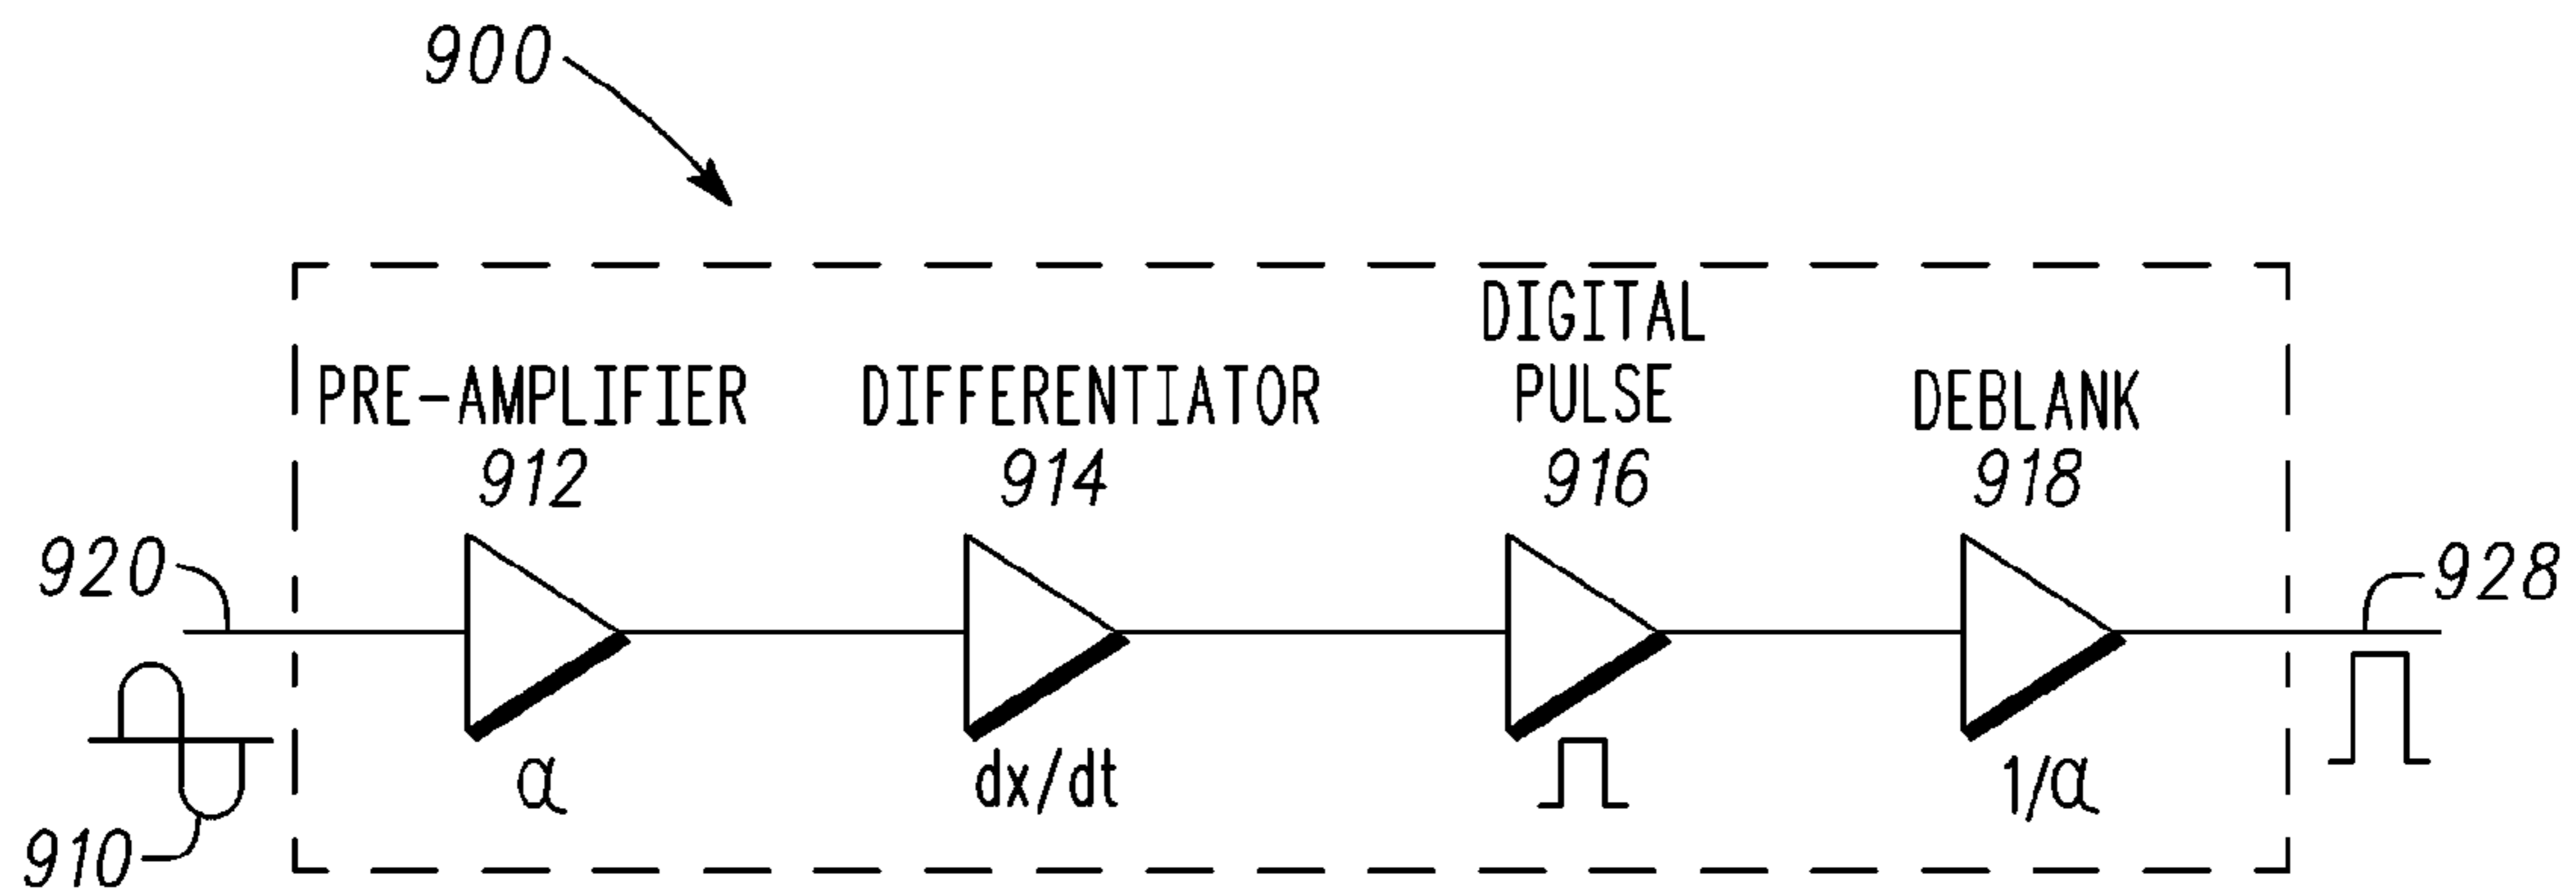 900
DIGITAL
PRE-AMPLIFIER DIFFERENTIATOR PULSE DEBLANK
912 914 916 918
920 928
α dx/dt 1/α
910